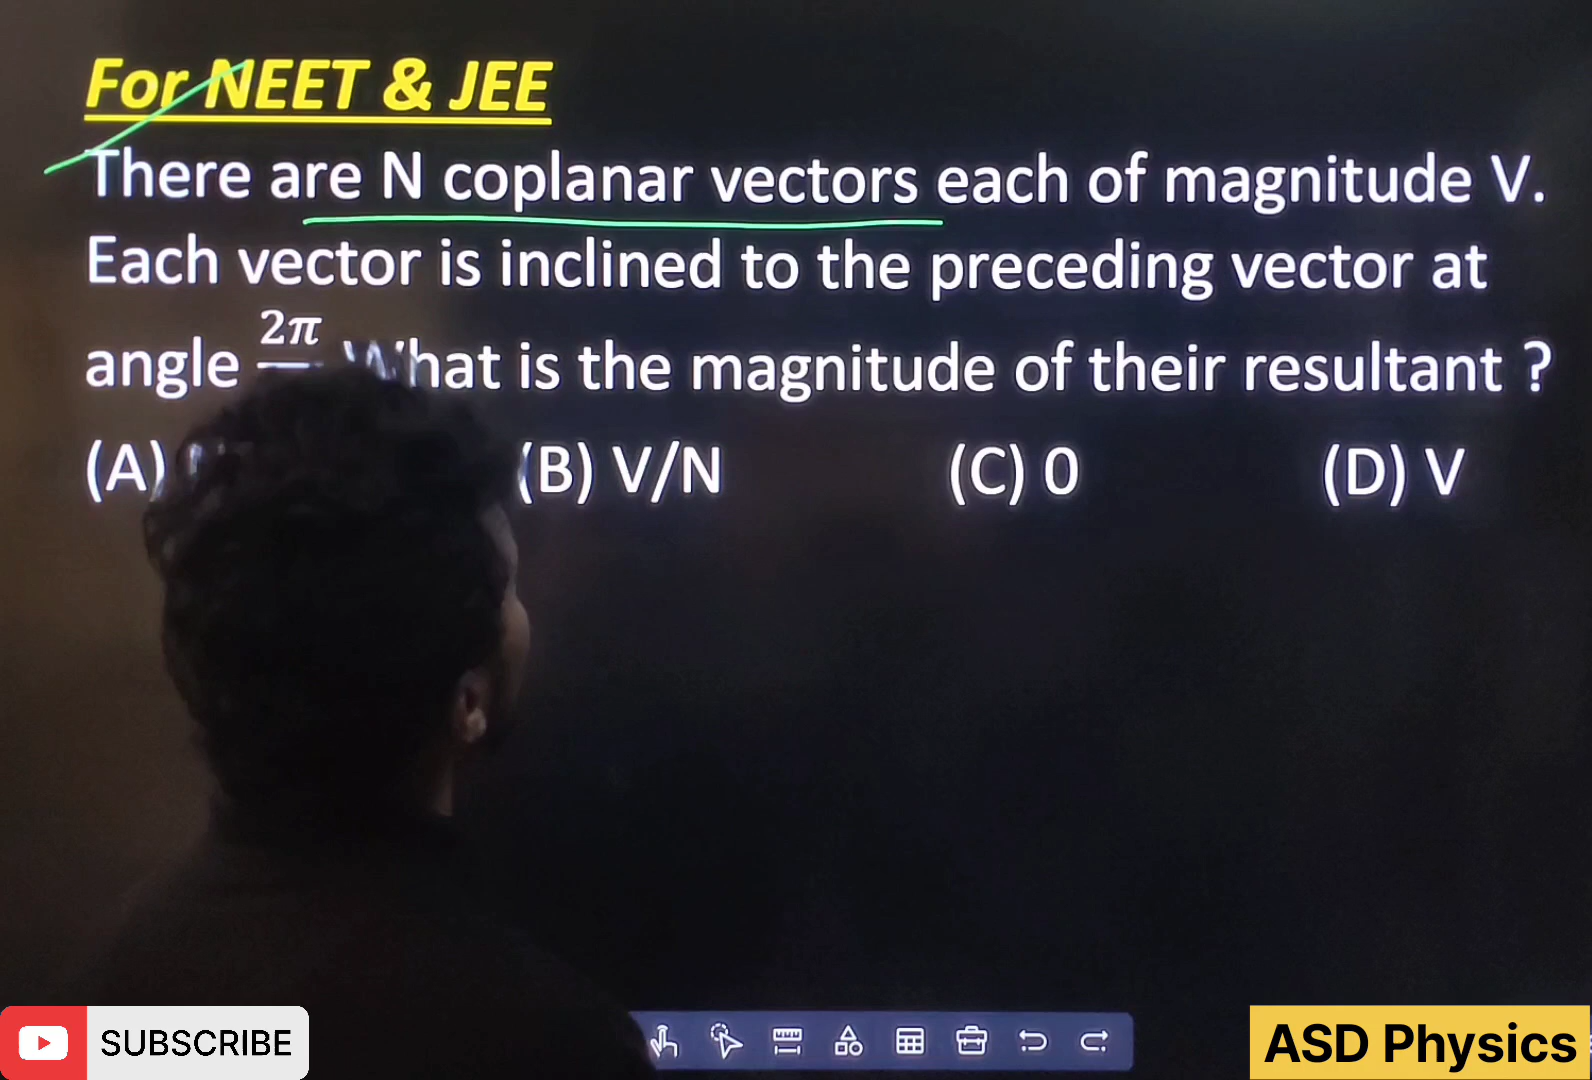 For NEET & JEE
There are N coplanar vectors each of magnitude V.
Each vector is inclined to the preceding vector at
angle 2π What is the magnitude of their resultant ?
(A) (B) V/N (C) 0 (D) V
SUBSCRIBE
ASD Physics